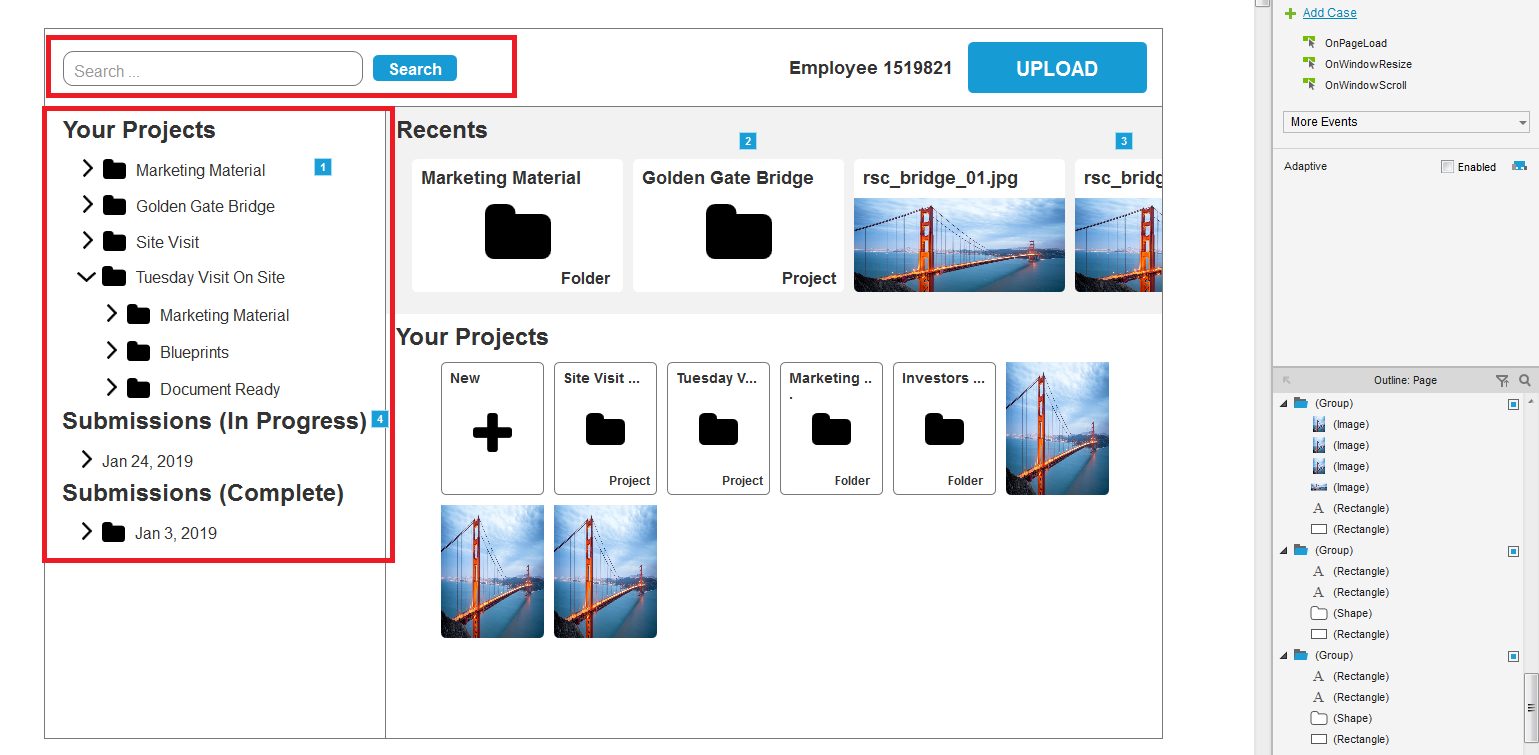 Search ...
Search
Employee 1519821
UPLOAD
Your Projects
Marketing Material
1
Golden Gate Bridge
Site Visit
Tuesday Visit On Site
Marketing Material
Blueprints
Document Ready
Submissions (In Progress)
4
Jan 24, 2019
Submissions (Complete)
Jan 3, 2019
Recents
2
3
Marketing Material
Folder
Golden Gate Bridge
Project
rsc_bridge_01.jpg
rsc_bridg
Your Projects
New
Site Visit ...
Project
Tuesday V...
Project
Marketing ..
.
Folder
Investors ...
Folder
Add Case
OnPageLoad
OnWindowResize
OnWindowScroll
More Events
Adaptive
Enabled
Outline: Page
(Group)
(Image)
(Image)
(Image)
(Image)
A (Rectangle)
(Rectangle)
(Group)
A (Rectangle)
A (Rectangle)
(Shape)
(Rectangle)
(Group)
A (Rectangle)
A (Rectangle)
(Shape)
(Rectangle)